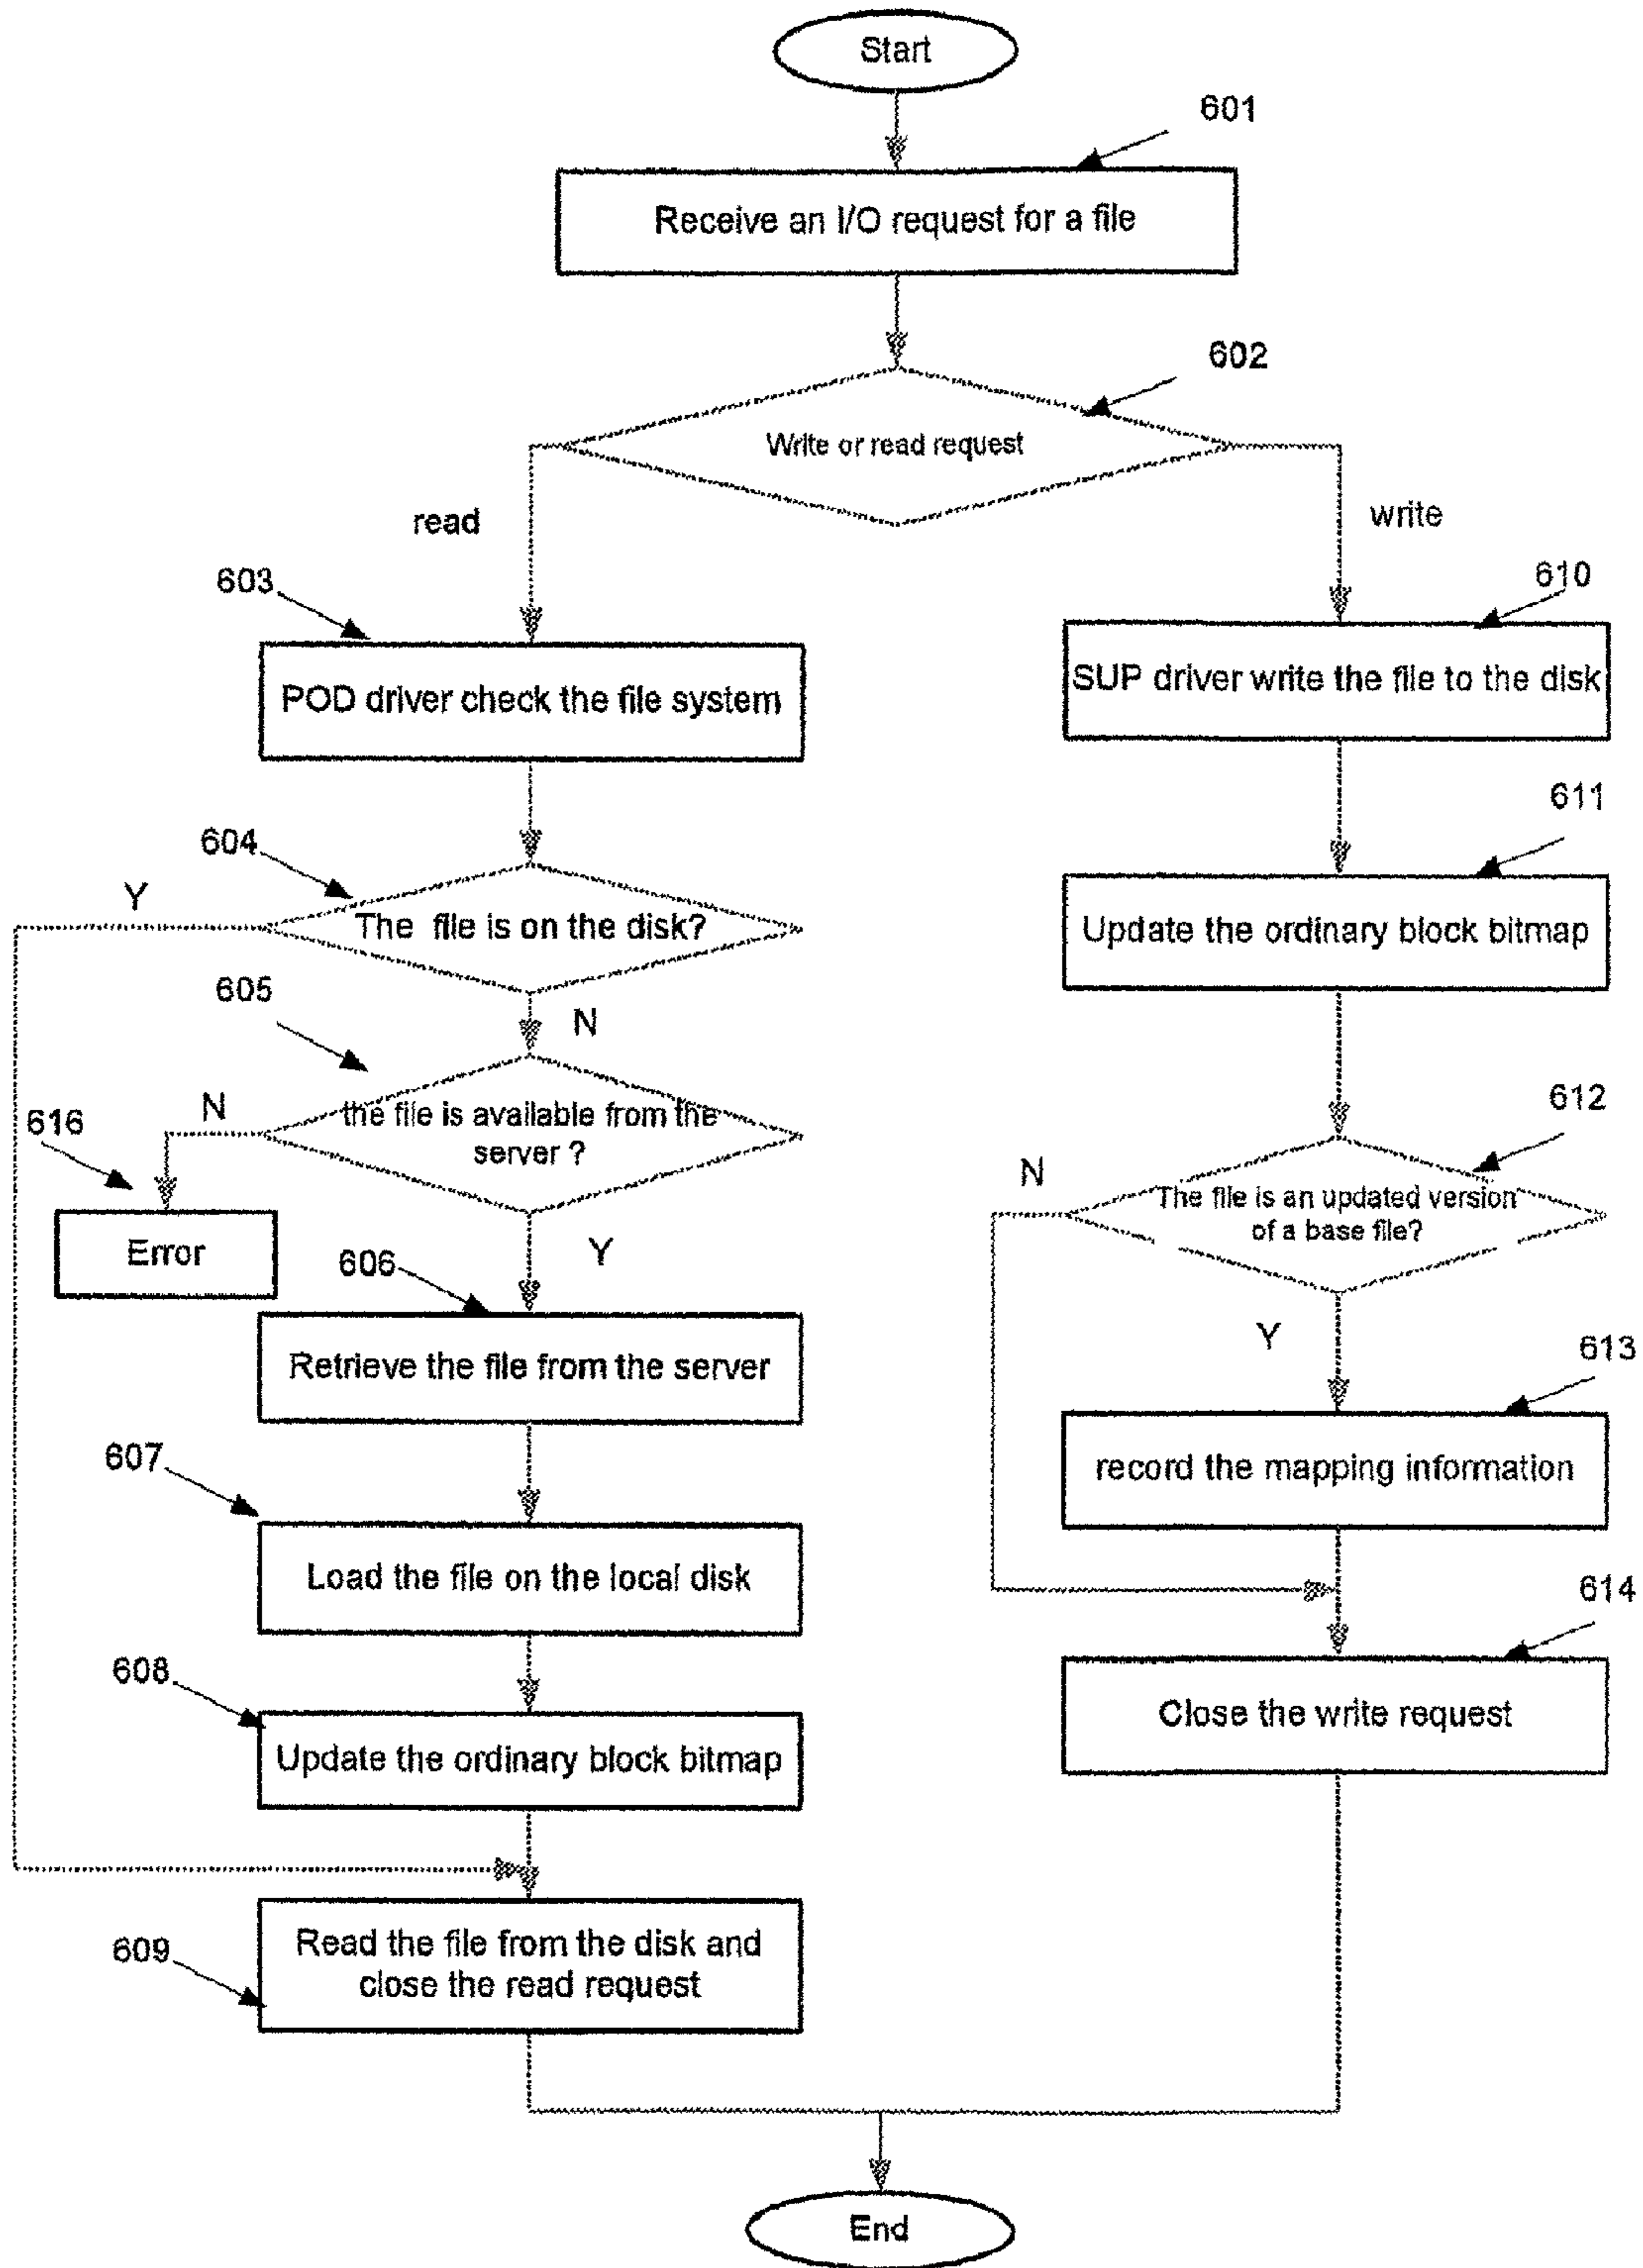 Start
601
Receive an I/O request for a file
602
Write or read request
read
write
603
610
POD driver check the file system
SUP driver write the file to the disk
611
604
Y
The file is on the disk?
Update the ordinary block bitmap
605
N
612
616
N
the file is available from the
server ?
N
The file is an updated version
of a base file?
Error
606
Y
Y
613
Retrieve the file from the server
record the mapping information
607
Load the file on the local disk
614
608
Close the write request
Update the ordinary block bitmap
609
Read the file from the disk and
close the read request
End